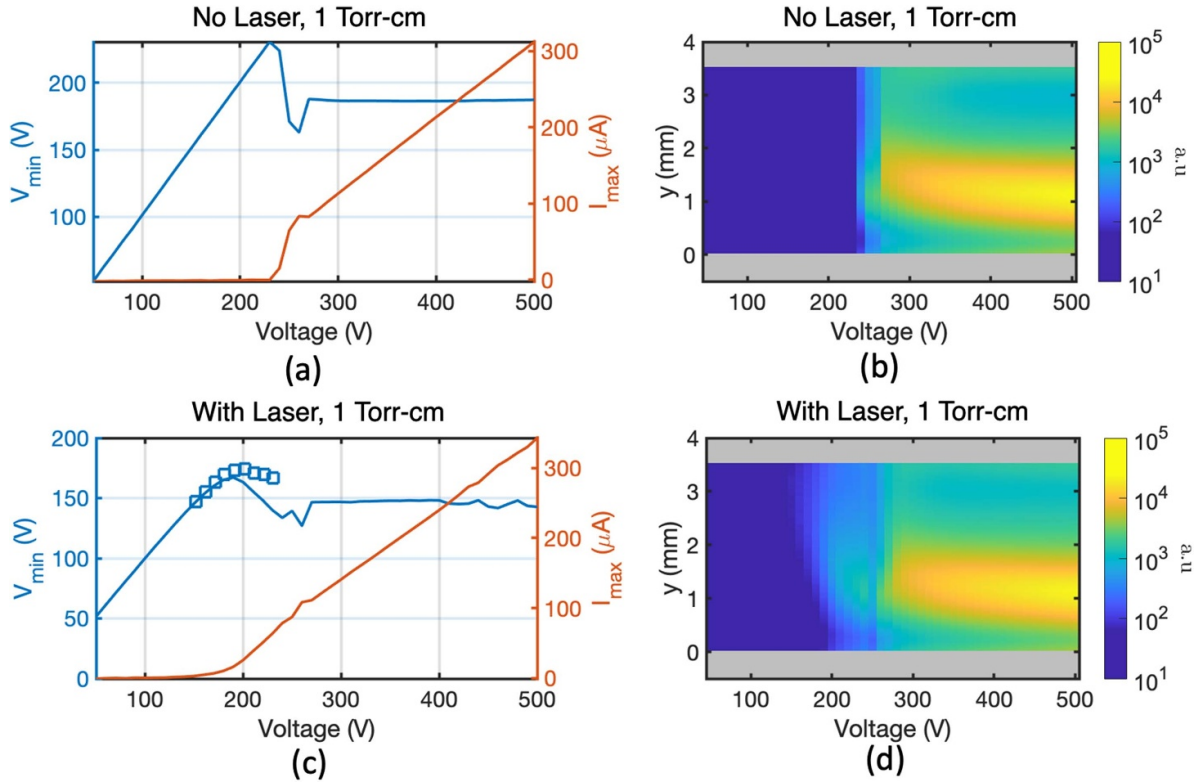 No Laser, 1 Torr-cm
V_min (V)
200
150
100
300
200
100
0
I_max (μA)
100 200 300 400 500
Voltage (V)
(a)
No Laser, 1 Torr-cm
y (mm)
4
3
2
1
0
10^5
10^4
10^3
10^2
10^1
a.u
100 200 300 400 500
Voltage (V)
(b)
With Laser, 1 Torr-cm
V_min (V)
200
150
100
50
0
300
200
100
0
I_max (μA)
100 200 300 400 500
Voltage (V)
(c)
With Laser, 1 Torr-cm
y (mm)
4
3
2
1
0
10^5
10^4
10^3
10^2
10^1
a.u
100 200 300 400 500
Voltage (V)
(d)